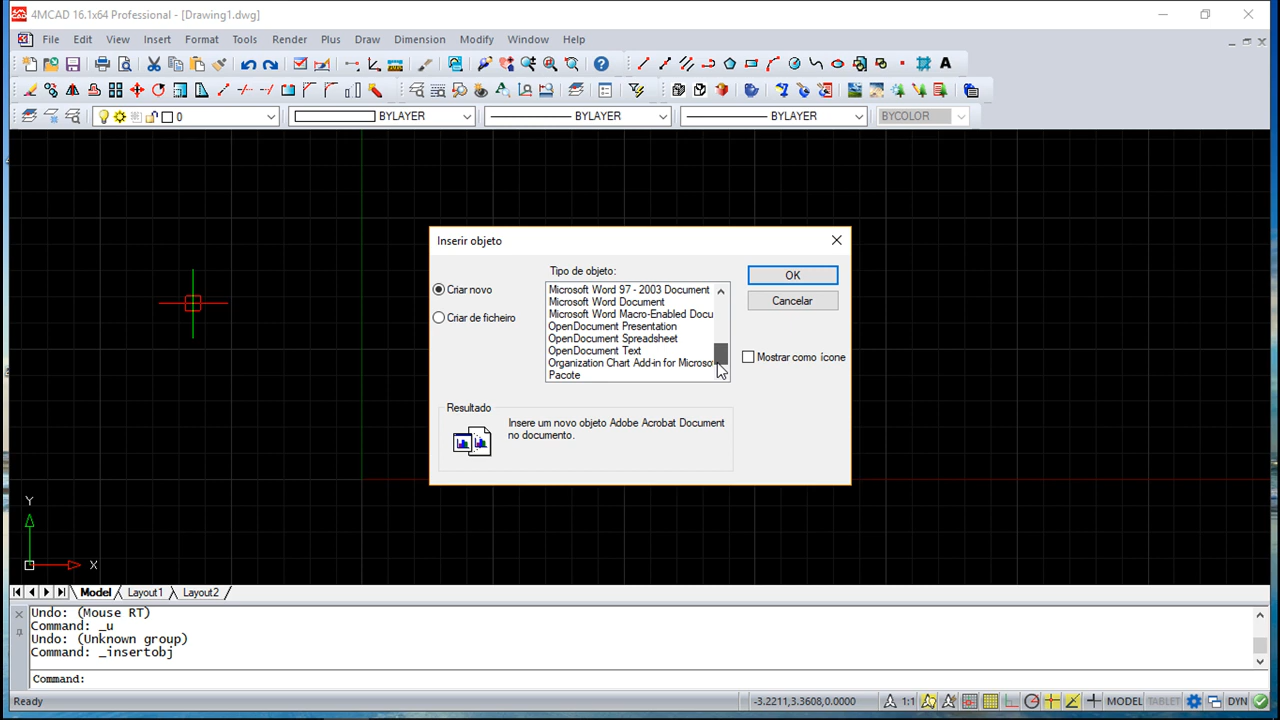 4MCAD 16.1x64 Professional - [Drawing1.dwg]
File Edit View Insert Format Tools Render Plus Draw Dimension Modify Window Help
0 BYLAYER BYLAYER BYLAYER BYCOLOR
Inserir objeto
Tipo de objeto:
Criar novo
Criar de ficheiro
Microsoft Word 97 - 2003 Document
Microsoft Word Document
Microsoft Word Macro-Enabled Docu
OpenDocument Presentation
OpenDocument Spreadsheet
OpenDocument Text
Organization Chart Add-in for Microsof
Pacote
OK
Cancelar
Mostrar como ícone
Resultado
Insere um novo objeto Adobe Acrobat Document
no documento.
Y
X
Model Layout1 Layout2
Undo: (Mouse RT)
Command: _u
Undo: (Unknown group)
Command: _insertobj
Command:
Ready -3.2211,3.3608,0.0000 1:1 MODEL TABLET DYN